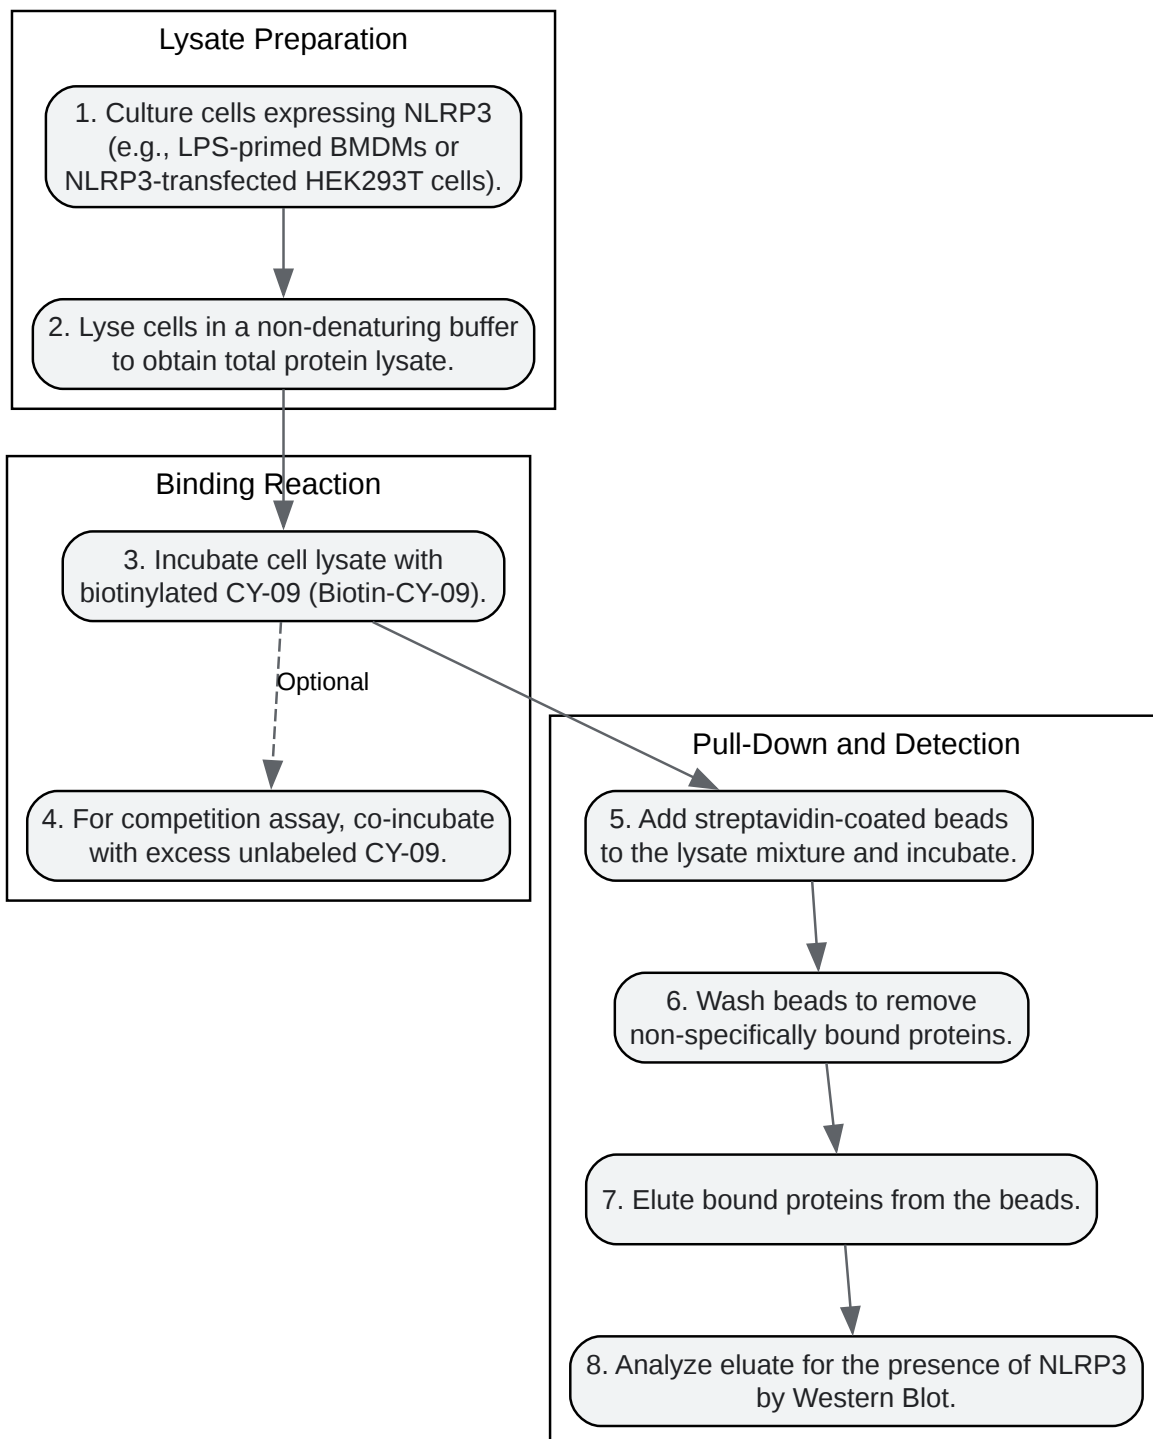 Lysate Preparation
1. Culture cells expressing NLRP3
(e.g., LPS-primed BMDMs or
NLRP3-transfected HEK293T cells).
2. Lyse cells in a non-denaturing buffer
to obtain total protein lysate.
Binding Reaction
3. Incubate cell lysate with
biotinylated CY-09 (Biotin-CY-09).
Optional
4. For competition assay, co-incubate
with excess unlabeled CY-09.
Pull-Down and Detection
5. Add streptavidin-coated beads
to the lysate mixture and incubate.
6. Wash beads to remove
non-specifically bound proteins.
7. Elute bound proteins from the beads.
8. Analyze eluate for the presence of NLRP3
by Western Blot.